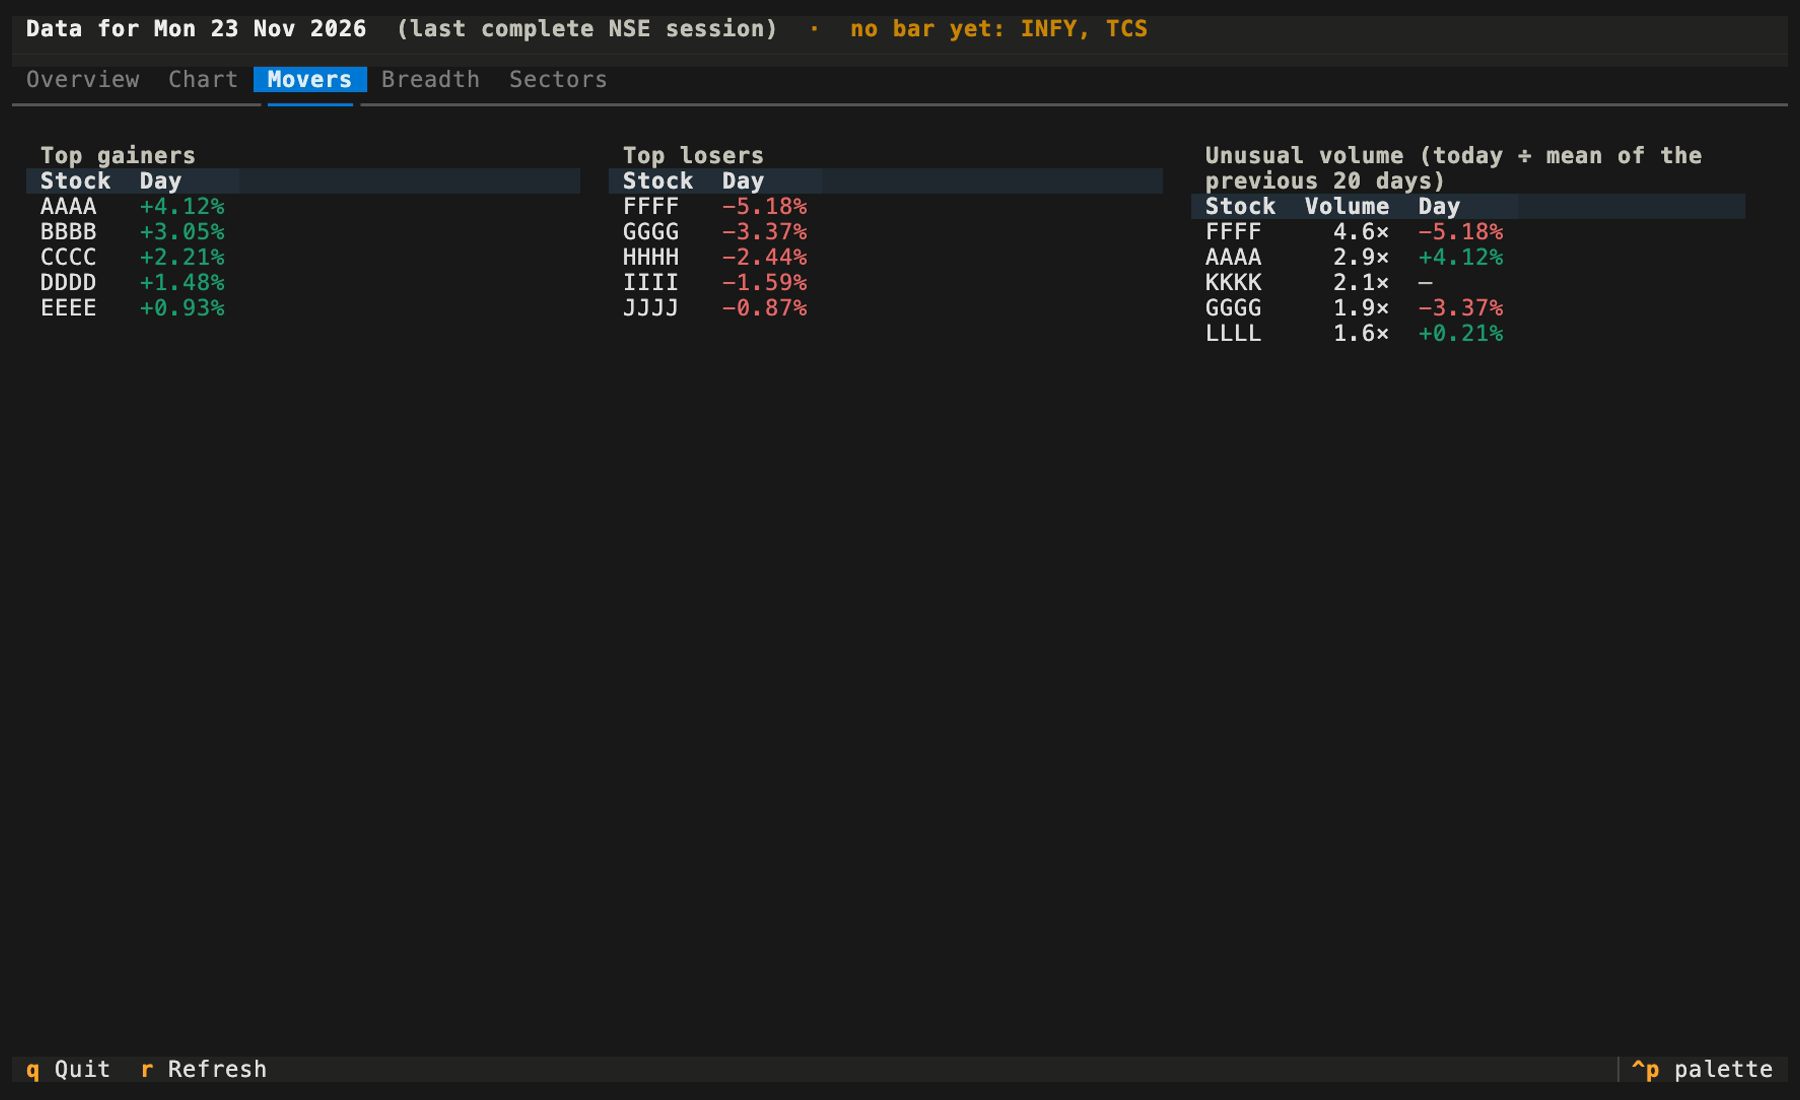 Data for Mon 23 Nov 2026 (last complete NSE session) · no bar yet: INFY, TCS
Overview Chart Movers Breadth Sectors
Top gainers
Stock Day
AAAA +4.12%
BBBB +3.05%
CCCC +2.21%
DDDD +1.48%
EEEE +0.93%
Top losers
Stock Day
FFFF −5.18%
GGGG −3.37%
HHHH −2.44%
IIII −1.59%
JJJJ −0.87%
Unusual volume (today ÷ mean of the
previous 20 days)
Stock Volume Day
FFFF 4.6× −5.18%
AAAA 2.9× +4.12%
KKKK 2.1× —
GGGG 1.9× −3.37%
LLLL 1.6× +0.21%
q Quit r Refresh ^p palette